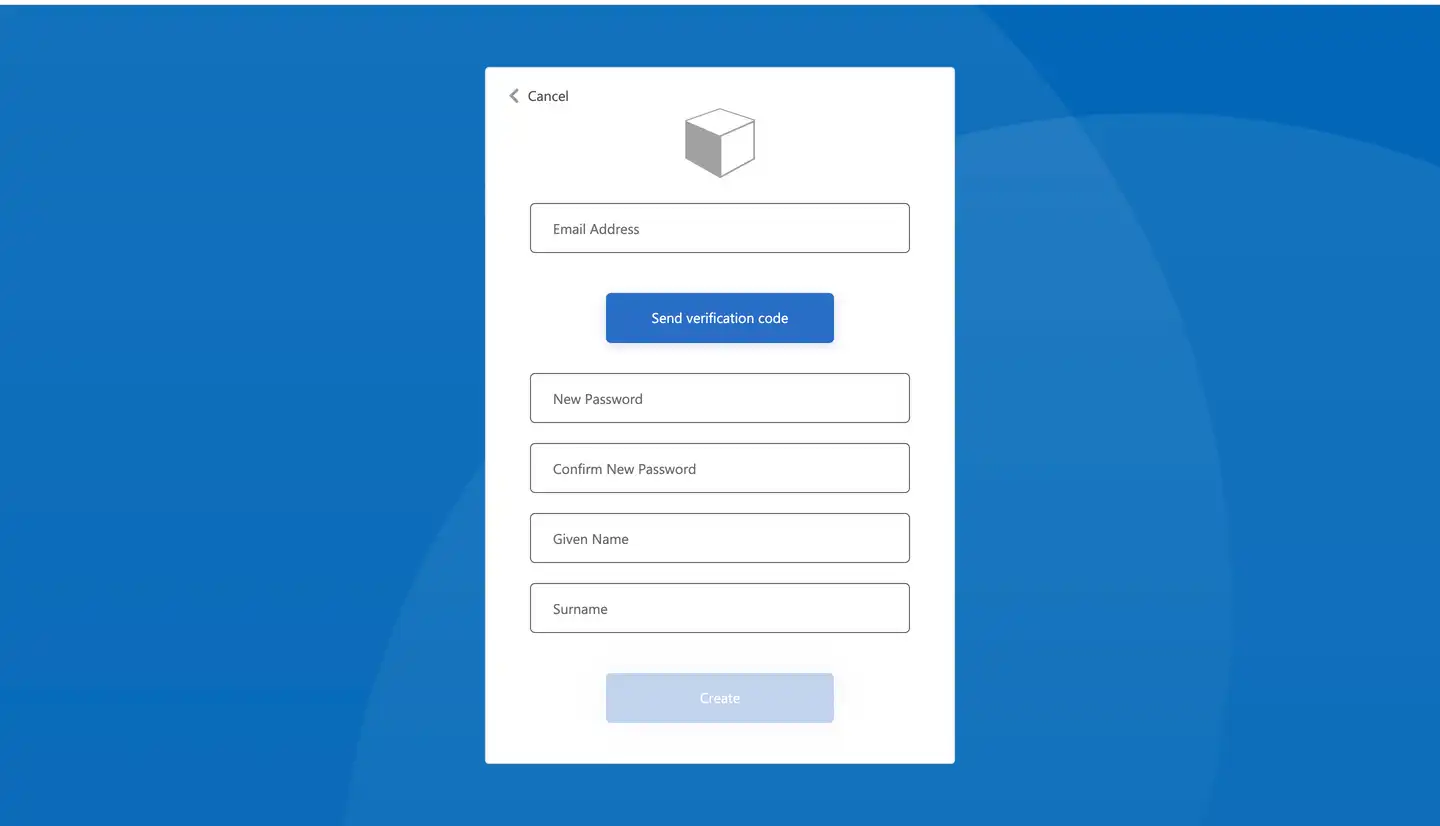 Cancel
Email Address
Send verification code
New Password
Confirm New Password
Given Name
Surname
Create